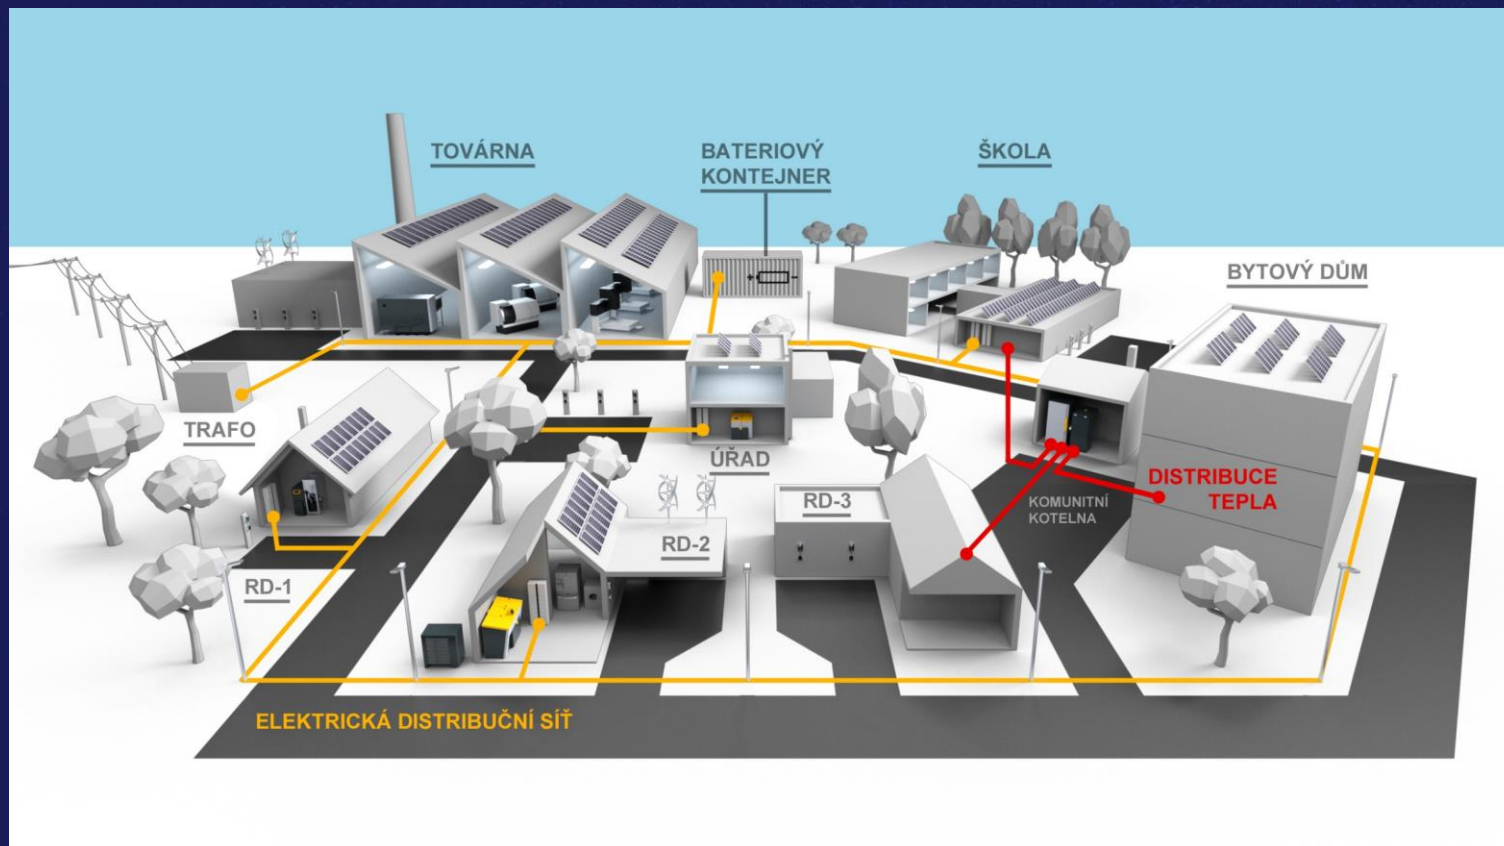 TOVÁRNA
BATERIOVÝ
KONTEJNER
ŠKOLA
BYTOVÝ DŮM
TRAFO
ÚŘAD
DISTRIBUCE
TEPLA
KOMUNITNÍ
KOTELNA
RD-3
RD-2
RD-1
ELEKTRICKÁ DISTRIBUČNÍ SÍŤ